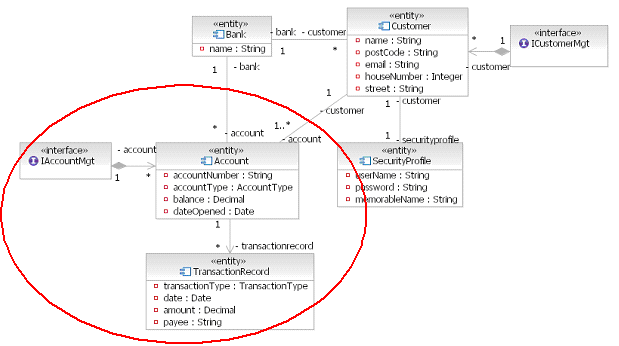 «entity»
Bank
name : String
- bank
- customer
1
*
«entity»
Customer
name : String
postCode : String
email : String
houseNumber : Integer
street : String
*
1
- customer
«interface»
ICustomerMgt
1
- bank
*
- account
1
- customer
1..*
- account
1
- customer
1
- securityprofile
«interface»
IAccountMgt
- account
1
*
«entity»
Account
accountNumber : String
accountType : AccountType
balance : Decimal
dateOpened : Date
«entity»
SecurityProfile
userName : String
password : String
memorableName : String
1
*
- transactionrecord
«entity»
TransactionRecord
transactionType : TransactionType
date : Date
amount : Decimal
payee : String